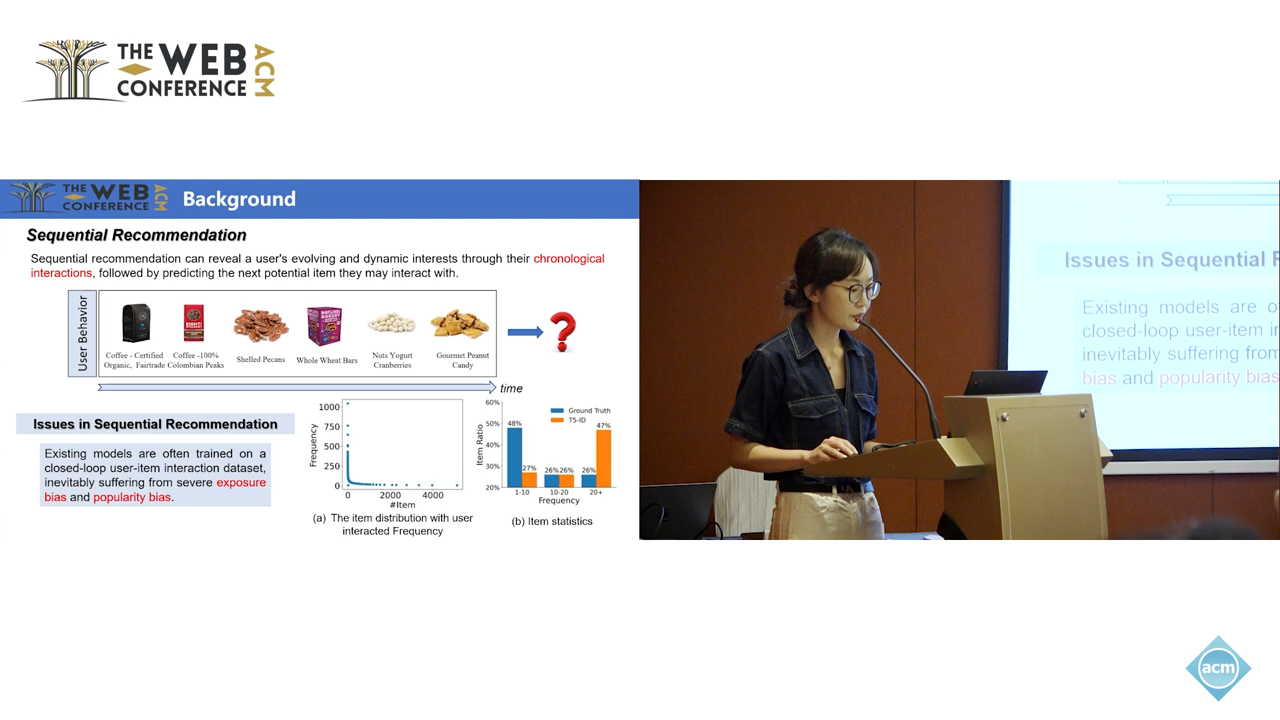 THE WEB
CONFERENCE
ACM
THE WEB
CONFERENCE
ACM
Background
Sequential Recommendation
Sequential recommendation can reveal a user's evolving and dynamic interests through their chronological
interactions, followed by predicting the next potential item they may interact with.
User Behavior
Coffee - Certified
Organic, Fairtrade
Coffee -100%
Colombian Peaks
Shelled Pecans
Whole Wheat Bars
Nuts Yogurt
Cranberries
Gourmet Peanut
Candy
time
Issues in Sequential Recommendation
Existing models are often trained on a
closed-loop user-item interaction dataset,
inevitably suffering from severe exposure
bias and popularity bias.
Frequency
1000
750
500
250
0
0 2000 4000
#Item
(a) The item distribution with user
interacted Frequency
Item Ratio
60%
50%
40%
30%
20%
Ground Truth
T5-ID
48%
27%
26%
26%
26%
47%
1-10 10-20 20+
Frequency
(b) Item statistics
Issues in Sequential R
Existing models are o
closed-loop user-item in
inevitably suffering from
bias and popularity bias
acm